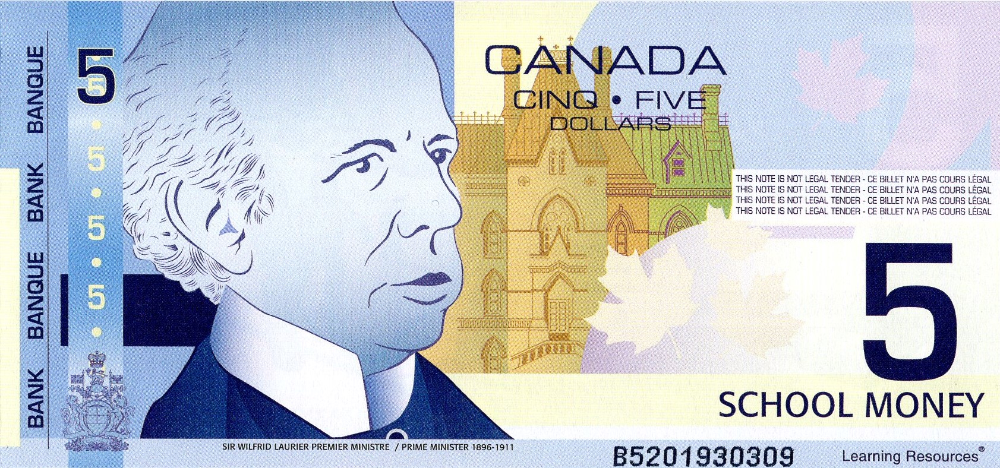 BANK BANQUE BANK BANQUE
5
5
5
5
5
CANADA
CINQ • FIVE
DOLLARS
THIS NOTE IS NOT LEGAL TENDER - CE BILLET N'A PAS COURS LÉGAL
THIS NOTE IS NOT LEGAL TENDER - CE BILLET N'A PAS COURS LÉGAL
THIS NOTE IS NOT LEGAL TENDER - CE BILLET N'A PAS COURS LÉGAL
THIS NOTE IS NOT LEGAL TENDER - CE BILLET N'A PAS COURS LÉGAL
5
SCHOOL MONEY
SIR WILFRID LAURIER PREMIER MINISTRE / PRIME MINISTER 1896-1911
B5201930309
Learning Resources®